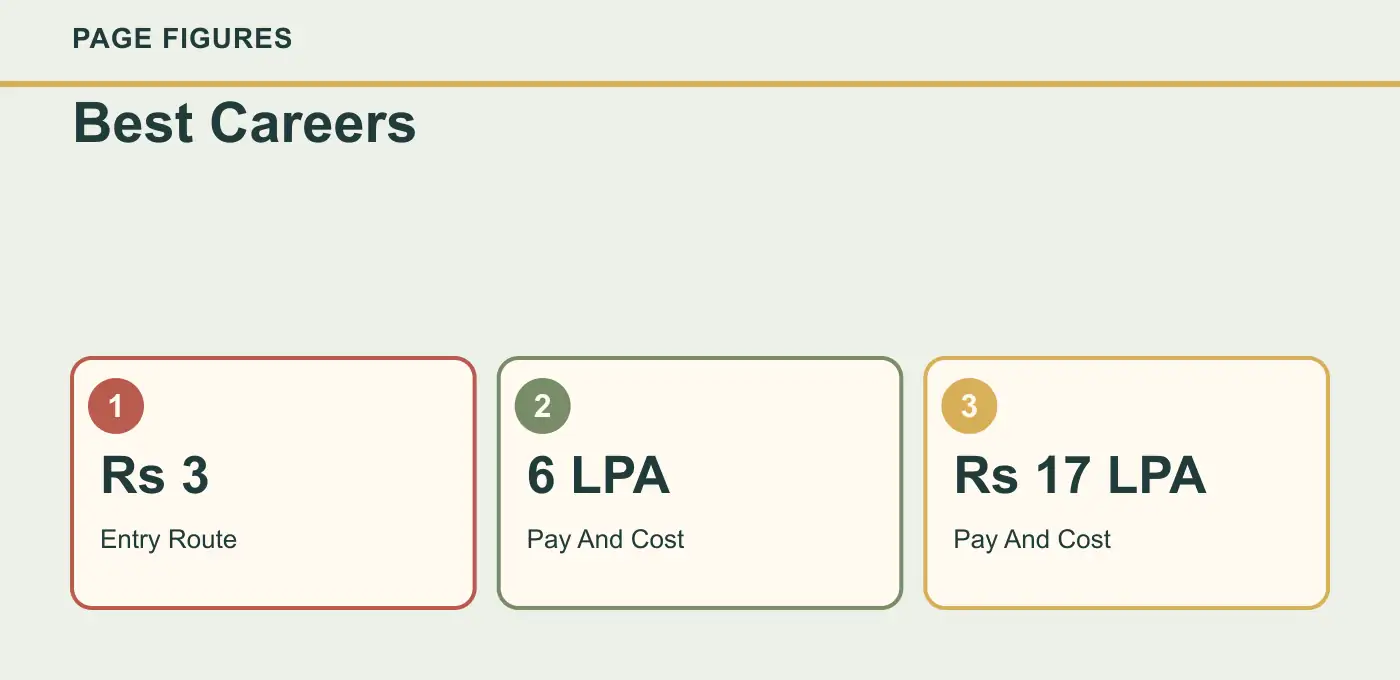 PAGE FIGURES
Best Careers
1
Rs 3
Entry Route
2
6 LPA
Pay And Cost
3
Rs 17 LPA
Pay And Cost